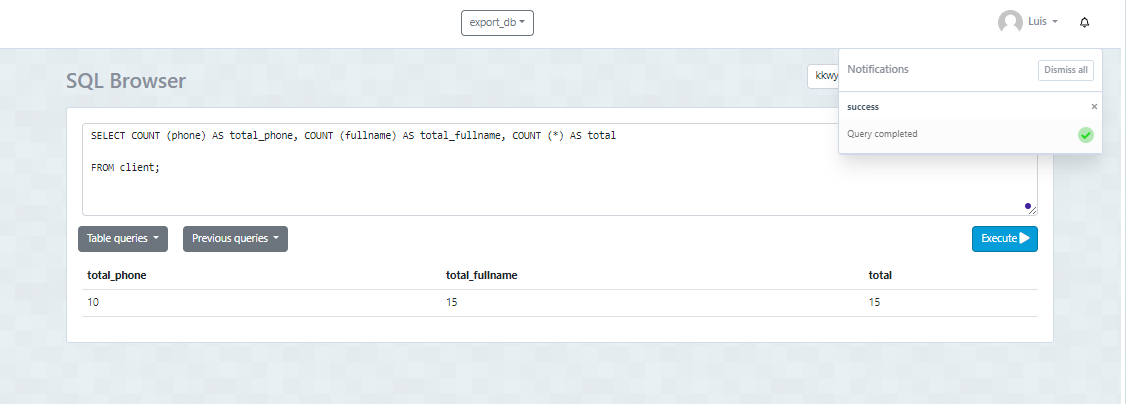 export_db
Luis
SQL Browser
kkwy
Notifications
Dismiss all
success
×
Query completed
SELECT COUNT (phone) AS total_phone, COUNT (fullname) AS total_fullname, COUNT (*) AS total
FROM client;
Table queries
Previous queries
Execute
total_phone total_fullname total
10 15 15